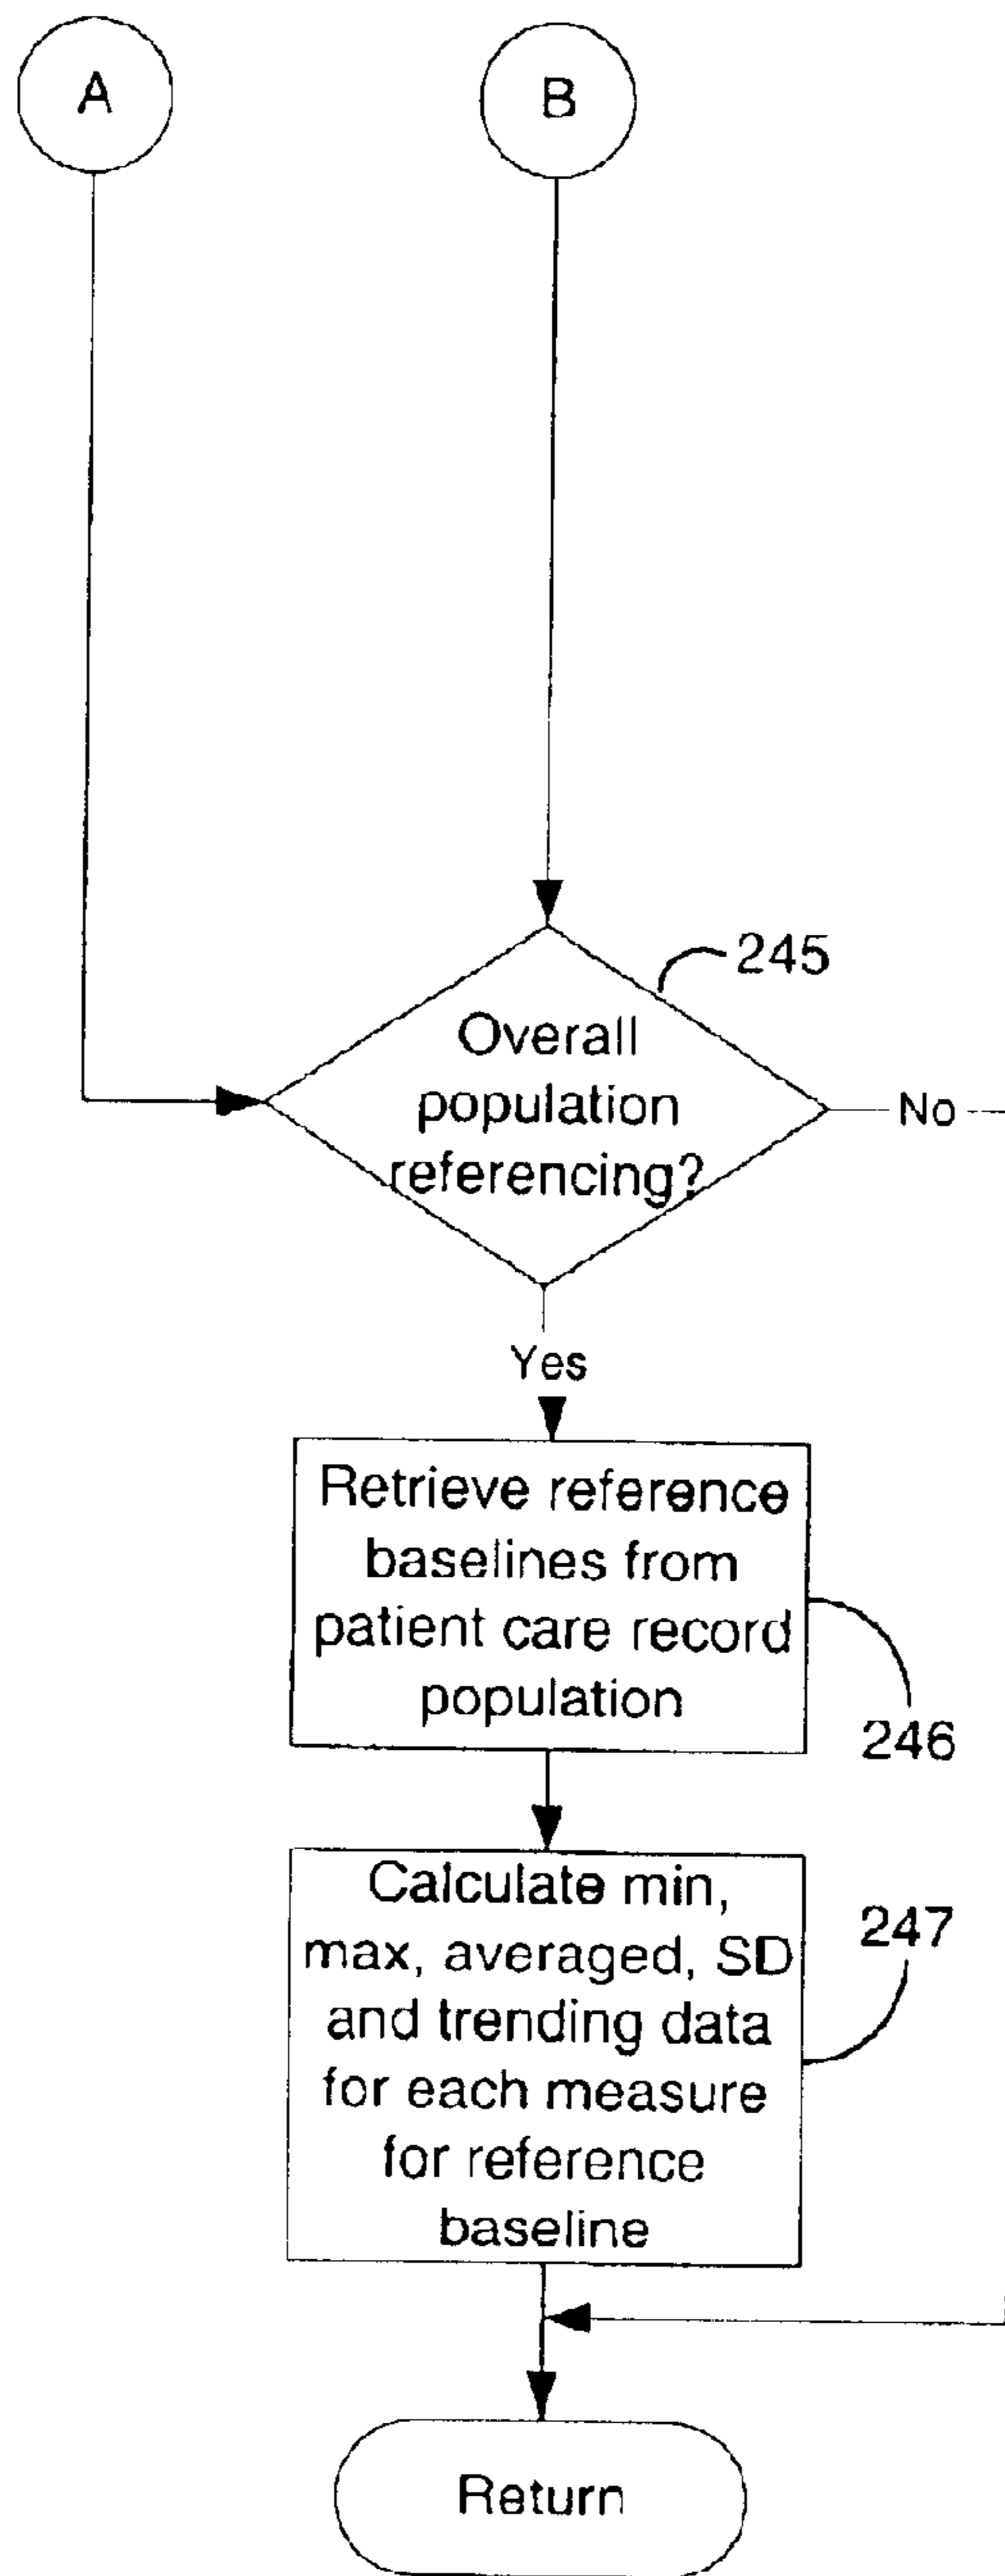 A
B
245
Overall
population
referencing?
No
Yes
Retrieve reference
baselines from
patient care record
population
246
Calculate min,
max, averaged, SD
and trending data
for each measure
for reference
baseline
247
Return